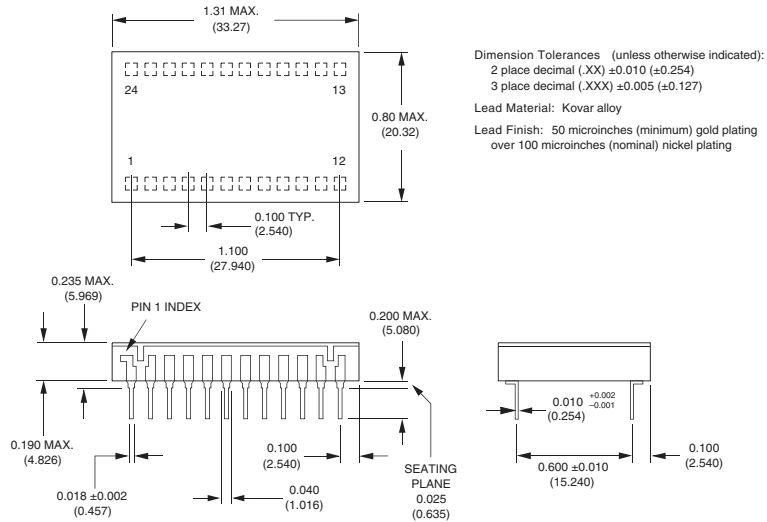 1.31 MAX.
(33.27)
24
13
0.80 MAX.
(20.32)
1
12
0.100 TYP.
(2.540)
1.100
(27.940)
Dimension Tolerances (unless otherwise indicated):
2 place decimal (.XX) ±0.010 (±0.254)
3 place decimal (.XXX) ±0.005 (±0.127)
Lead Material: Kovar alloy
Lead Finish: 50 microinches (minimum) gold plating
over 100 microinches (nominal) nickel plating
0.235 MAX.
(5.969)
PIN 1 INDEX
0.200 MAX.
(5.080)
0.190 MAX.
(4.826)
0.018 ±0.002
(0.457)
0.040
(1.016)
0.100
(2.540)
SEATING
PLANE
0.025
(0.635)
0.010 +0.002 −0.001
(0.254)
0.600 ±0.010
(15.240)
0.100
(2.540)